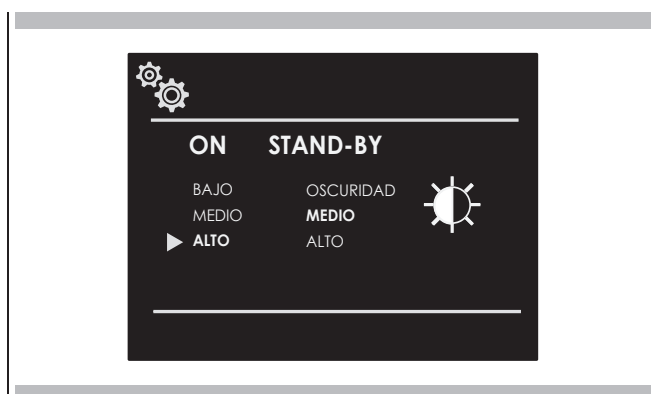 ON STAND-BY
BAJO OSCURIDAD
MEDIO MEDIO
ALTO ALTO